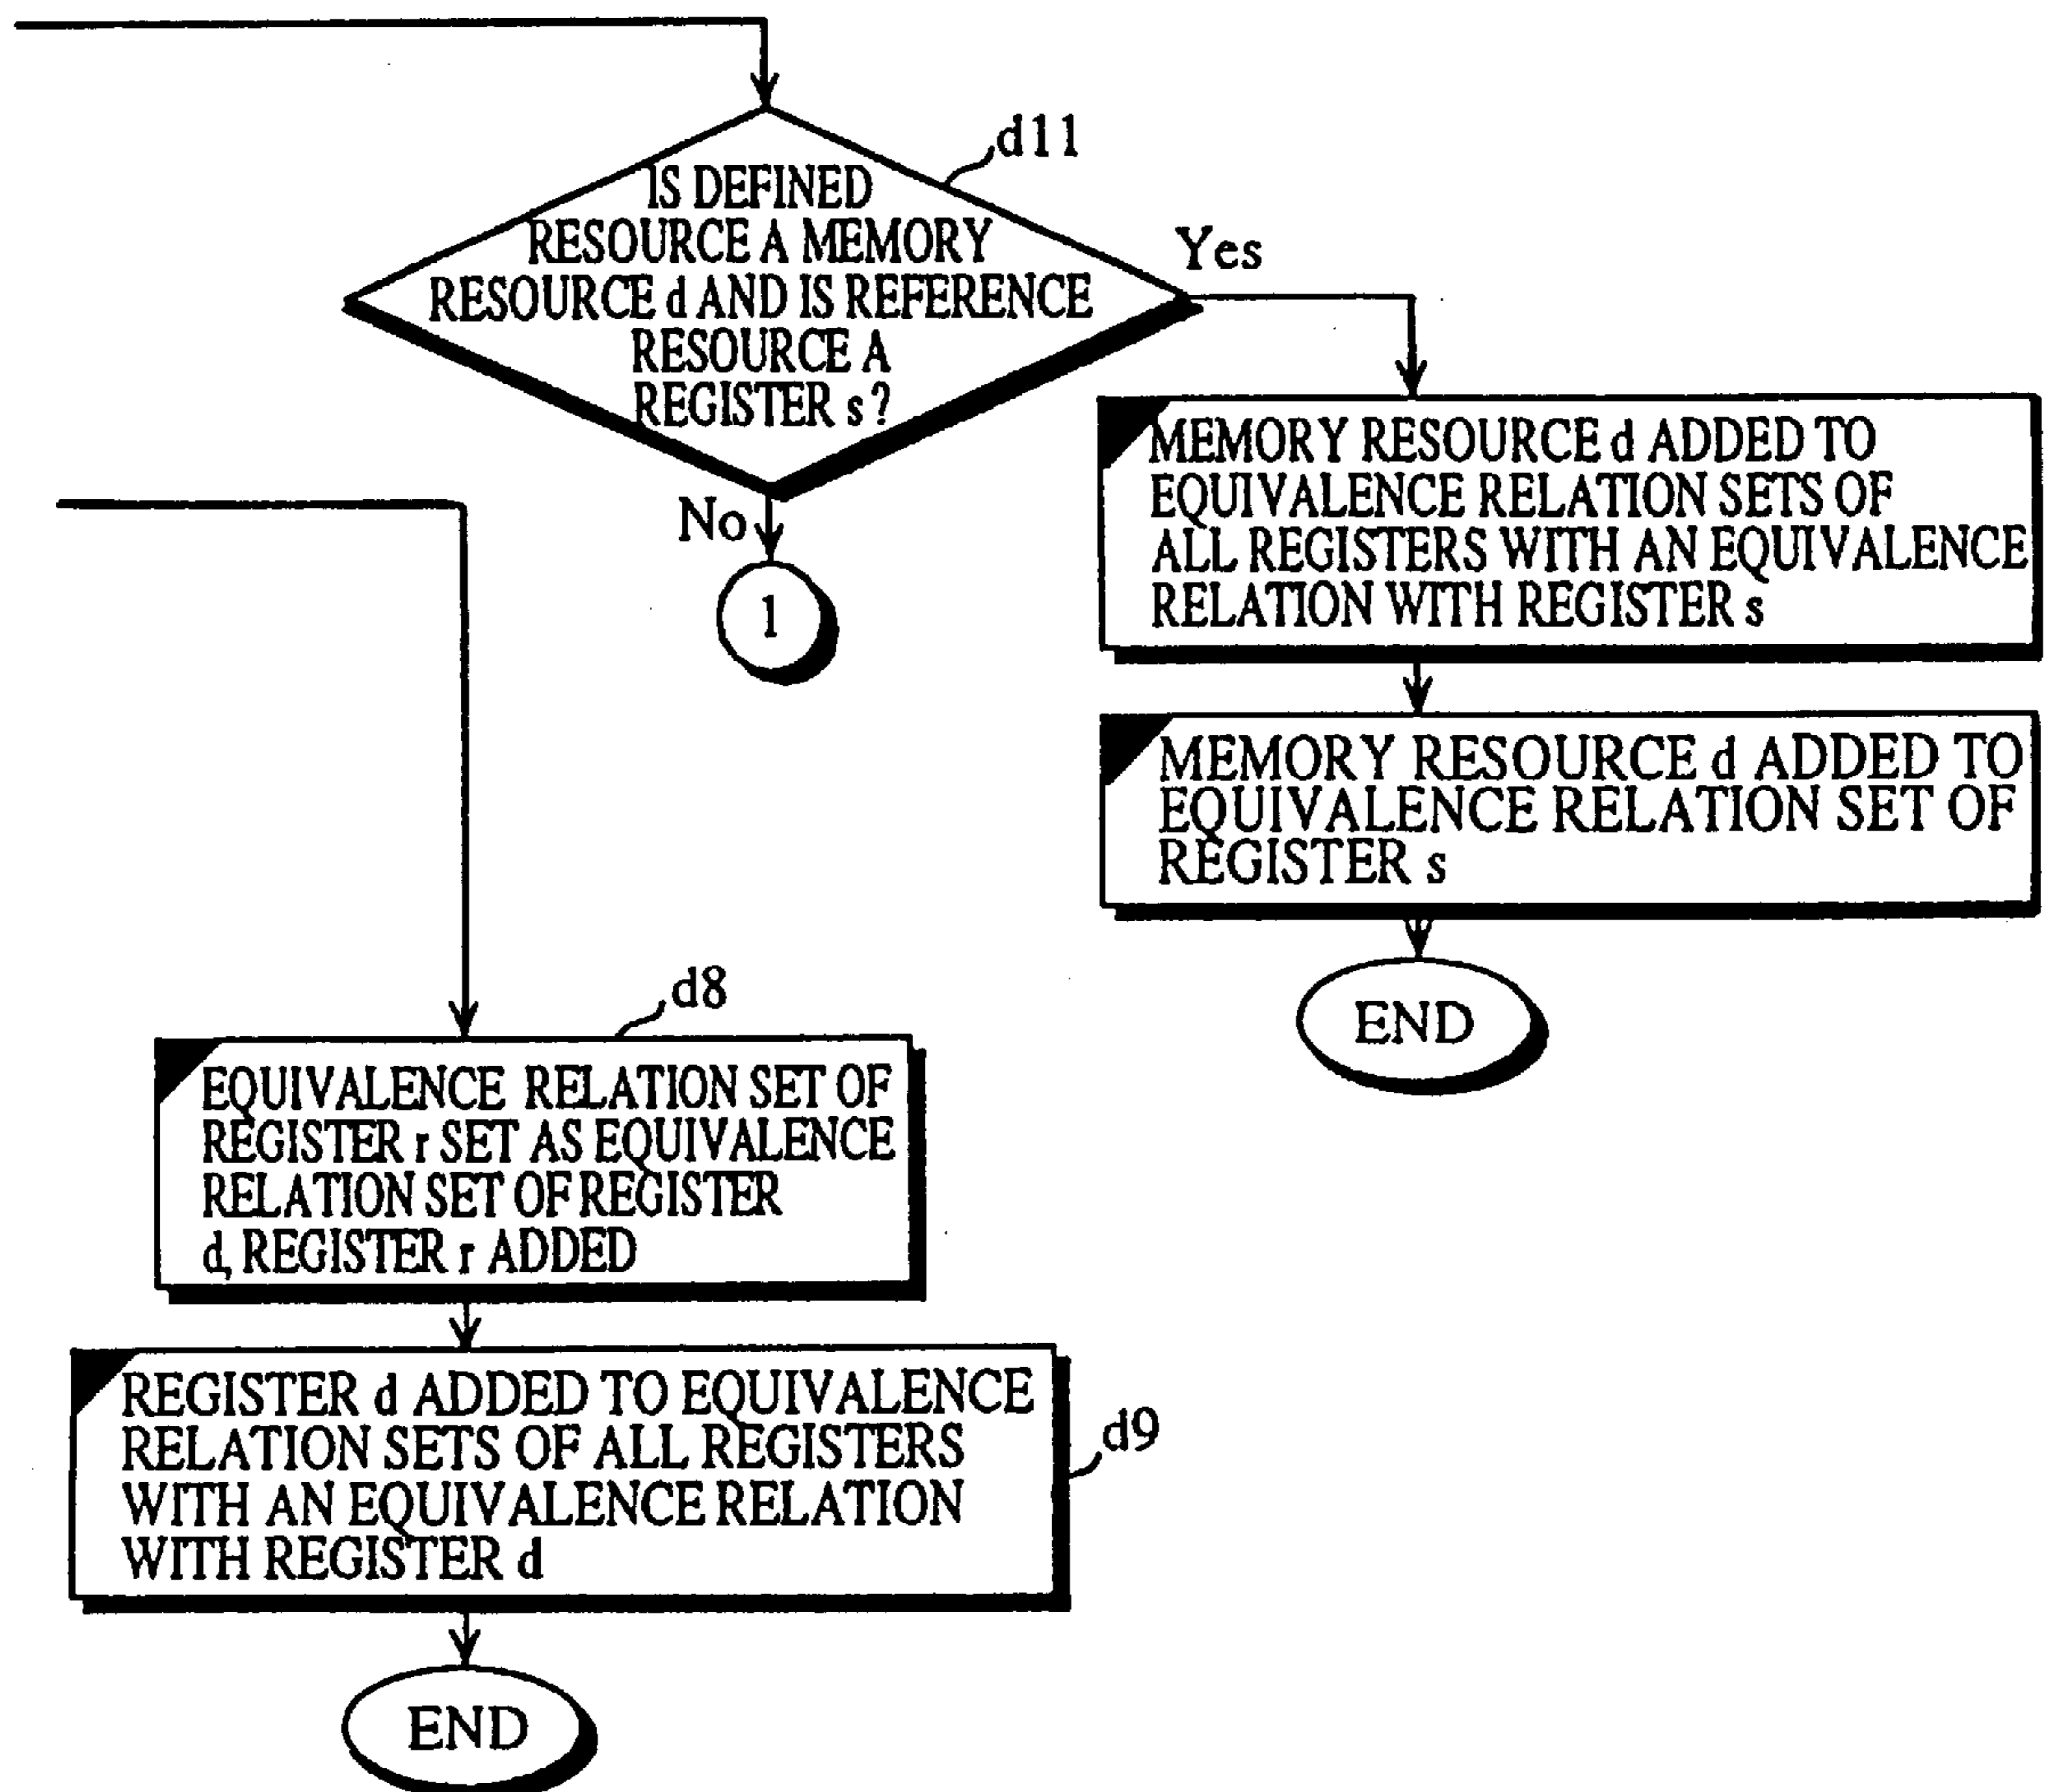 d11
IS DEFINED
RESOURCE A MEMORY
RESOURCE d AND IS REFERENCE
RESOURCE A
REGISTER s?
Yes
No
1
MEMORY RESOURCE d ADDED TO
EQUIVALENCE RELATION SETS OF
ALL REGISTERS WITH AN EQUIVALENCE
RELATION WITH REGISTER s
MEMORY RESOURCE d ADDED TO
EQUIVALENCE RELATION SET OF
REGISTER s
END
d8
EQUIVALENCE RELATION SET OF
REGISTER r SET AS EQUIVALENCE
RELATION SET OF REGISTER
d, REGISTER r ADDED
REGISTER d ADDED TO EQUIVALENCE
RELATION SETS OF ALL REGISTERS
WITH AN EQUIVALENCE RELATION
WITH REGISTER d
d9
END